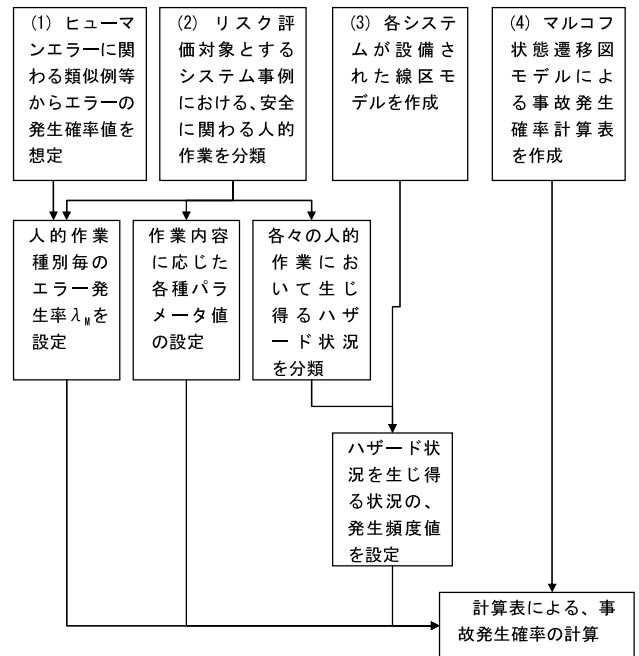 (1) ヒューマ
ンエラーに関
わる類似例等
からエラーの
発生確率値を
想定
(2) リスク評
価対象とする
システム事例
における、安全
に関わる人的
作業を分類
(3) 各システ
ムが設備され
た線区モデ
ルを作成
(4) マルコフ
状態遷移図
モデルによ
る事故発生
確率計算表
を作成
人的作業
種別毎の
エラー発
生率λMを
設定
作業内容
に応じた
各種パラ
メータ値
の設定
各々の人的
作業にお
いて生じ
得るハザ
ード状況
を分類
ハザード状
況を生じ得
る状況の、
発生頻度値
を設定
計算表による、事
故発生確率の計算